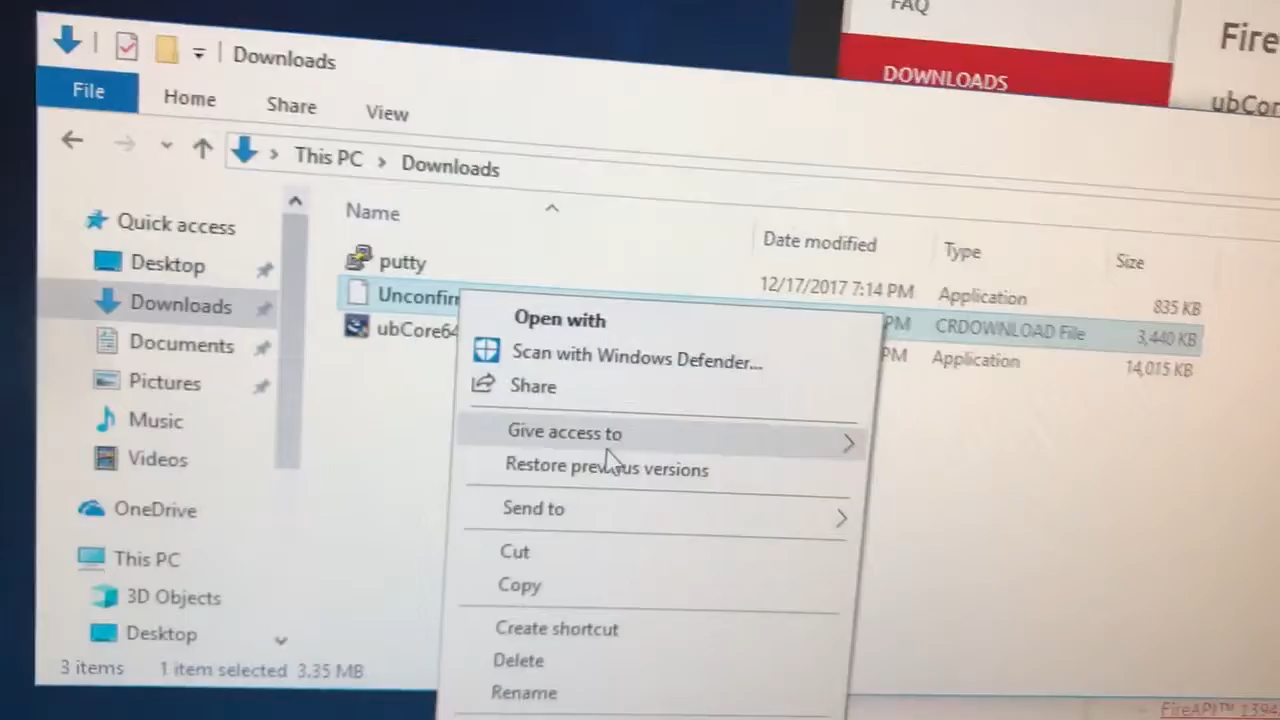 FAQ
Fire
Downloads
DOWNLOADS
File
Home
Share
View
This PC
Downloads
Name
Date modified
Type
Size
Quick access
Desktop
Downloads
Documents
Pictures
Music
Videos
OneDrive
This PC
3D Objects
Desktop
putty
12/17/2017 7:14 PM
Application
835 KB
Unconfirm
PM
CRDOWNLOAD File
3,440 KB
ubCore64
PM
Application
14,015 KB
Open with
Scan with Windows Defender...
Share
Give access to
Restore previous versions
Send to
Cut
Copy
Create shortcut
Delete
Rename
3 items
1 item selected 3.35 MB
ubCor
FireAPI™ 1394